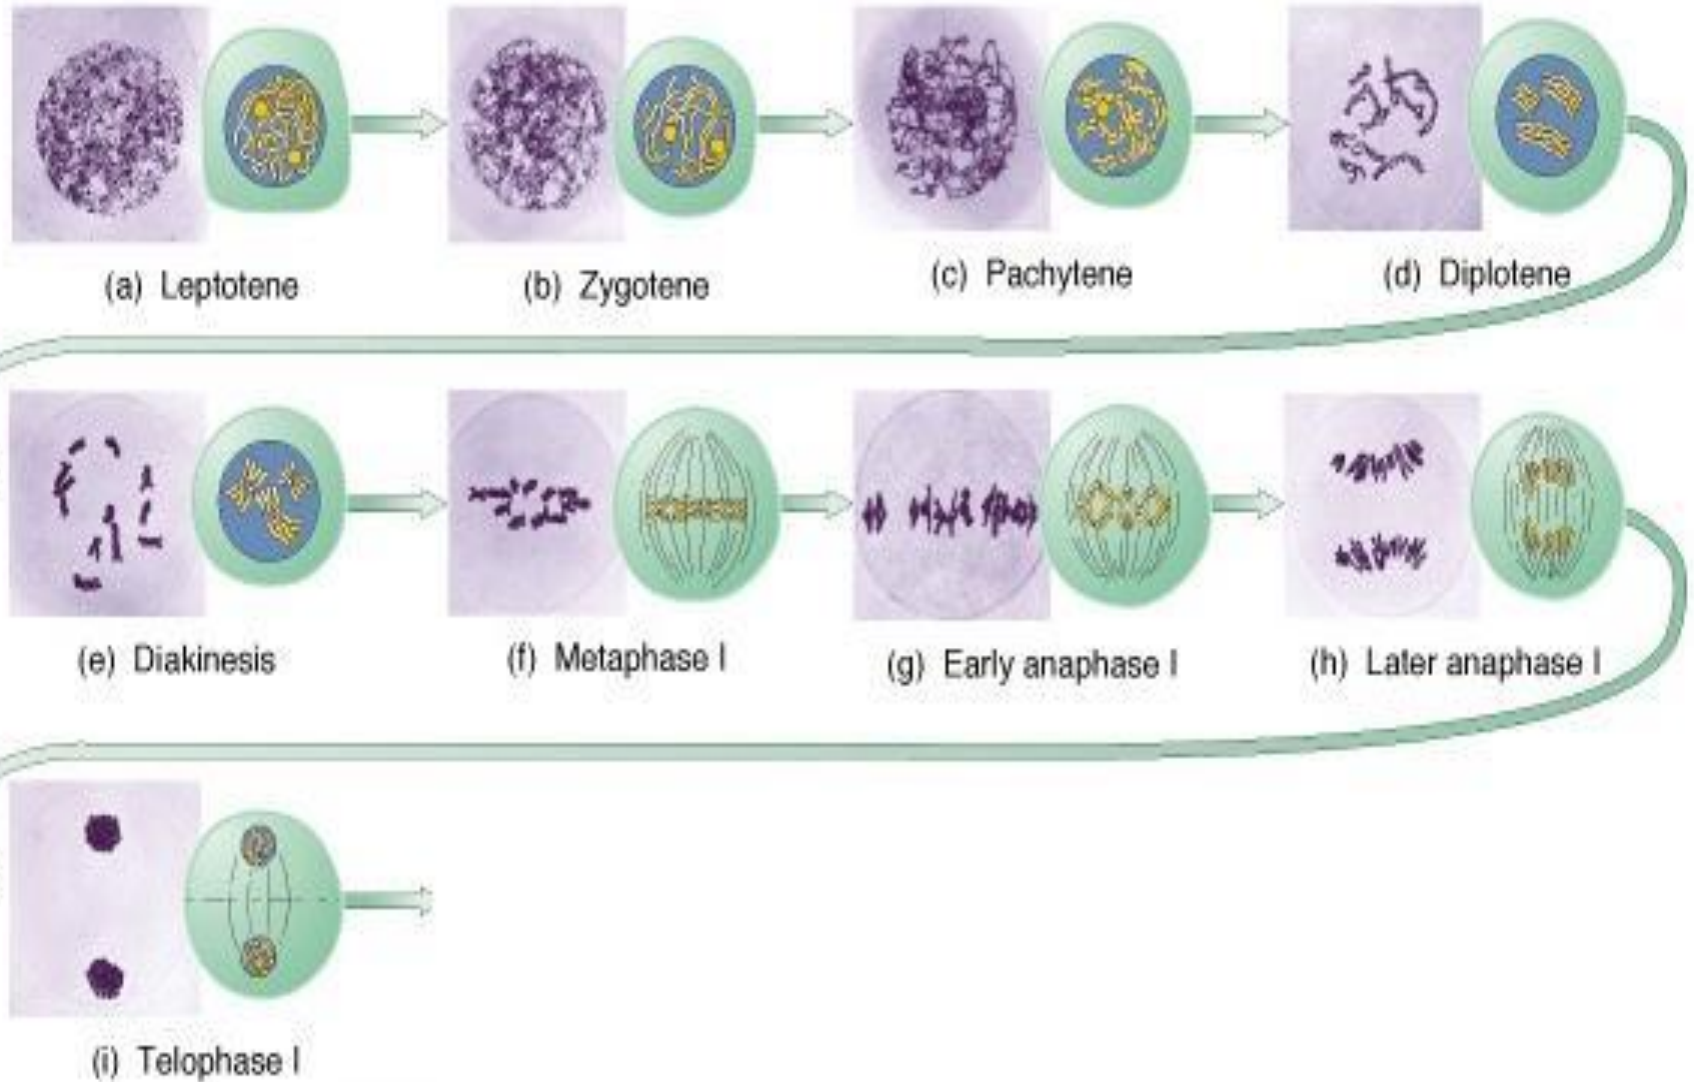 (a) Leptotene
(b) Zygotene
(c) Pachytene
(d) Diplotene
(e) Diakinesis
(f) Metaphase I
(g) Early anaphase I
(h) Later anaphase I
(i) Telophase I